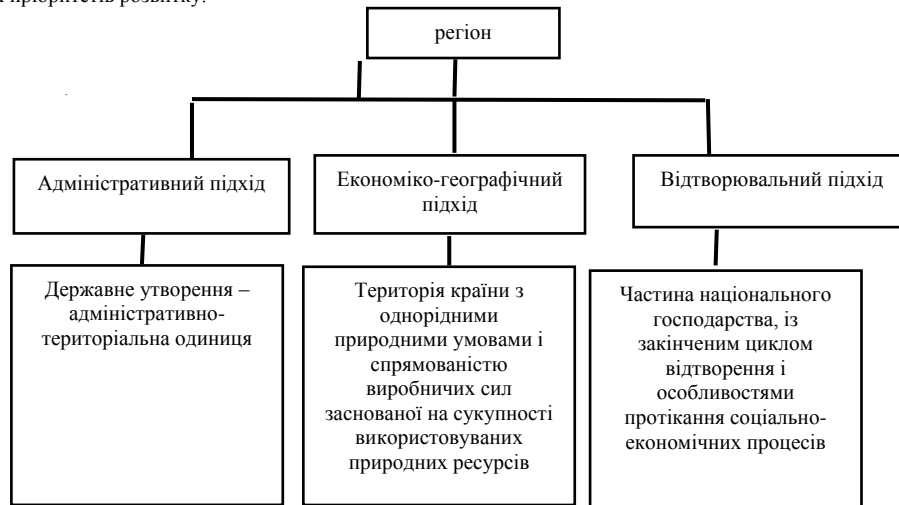 пріоритетів розвитку.
регіон
Адміністративний підхід
Економіко-географічний
підхід
Відтворювальний підхід
Державне утворення –
адміністративно-
територіальна одиниця
Територія країни з
однорідними
природними умовами і
спрямованістю
виробничих сил
заснованої на сукупності
використовуваних
природних ресурсів
Частина національного
господарства, із
закінченим циклом
відтворення і
особливостями
протікання соціально-
економічних процесів